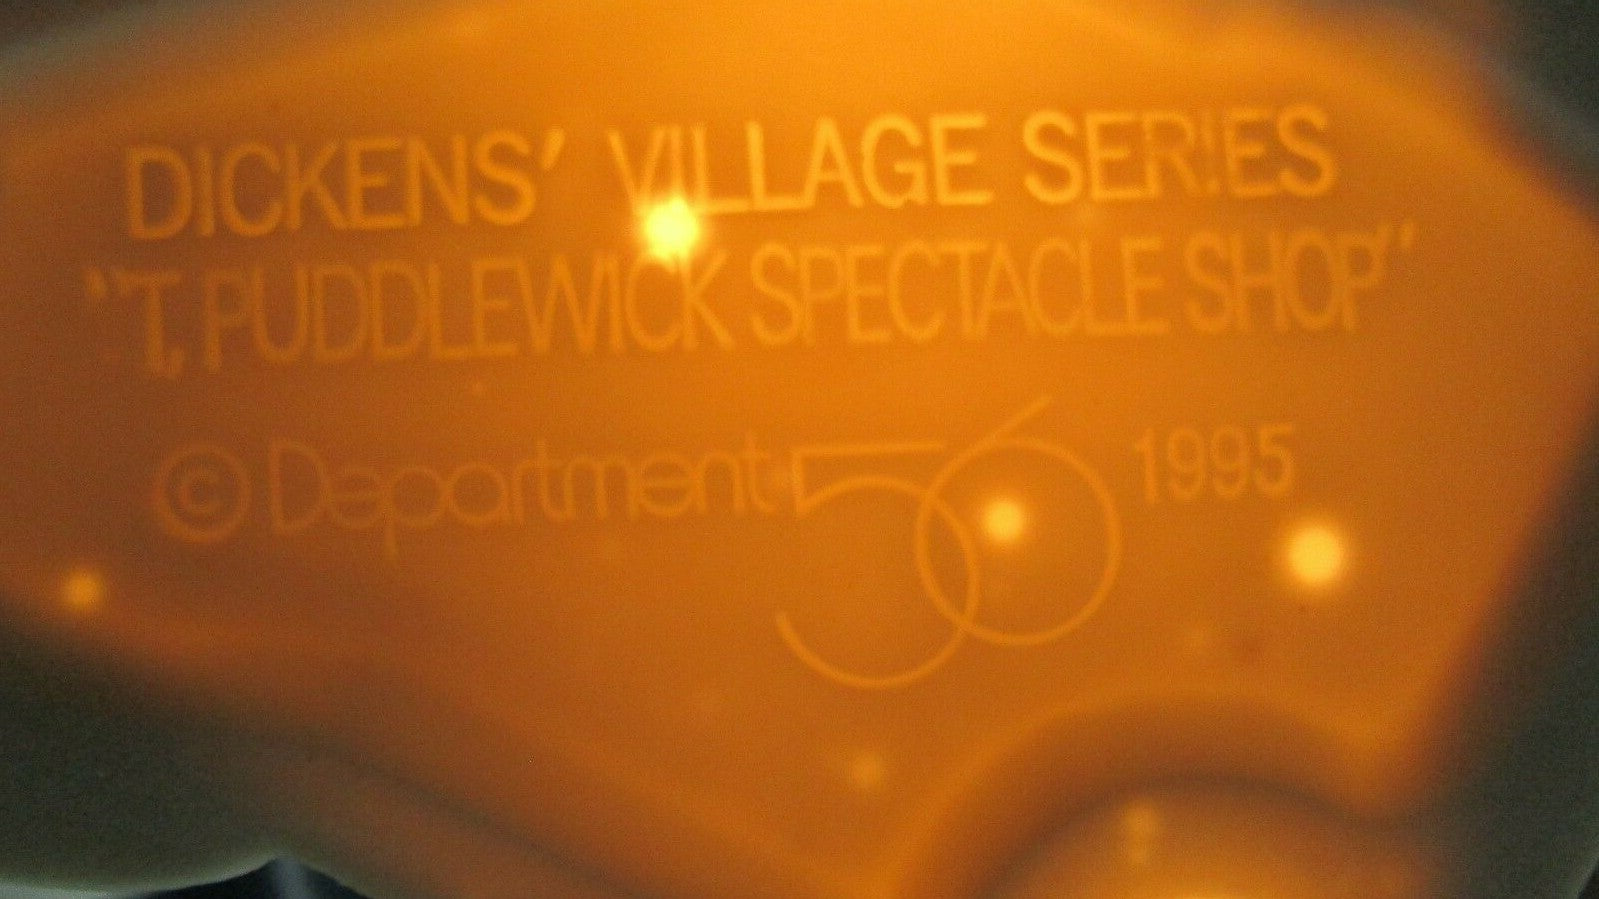 DICKENS' VILLAGE SERIES
"T. PUDDLEWICK SPECTACLE SHOP"
© Department 56 1995